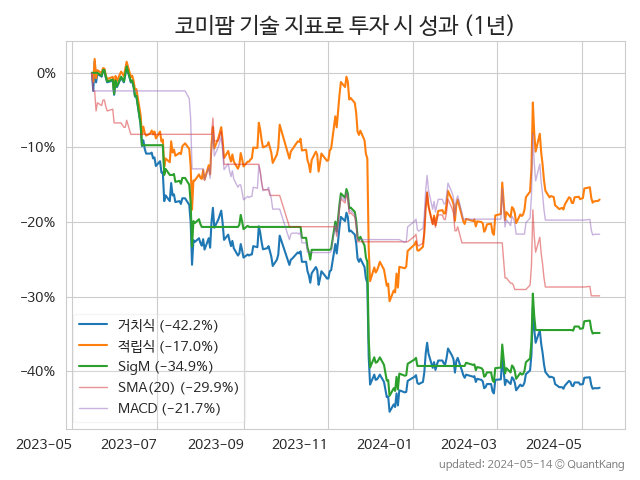 코미팜 기술 지표로 투자 시 성과 (1년)
0%
−10%
−20%
−30%
−40%
거치식 (−42.2%)
적립식 (−17.0%)
SigM (−34.9%)
SMA(20) (−29.9%)
MACD (−21.7%)
2023-05 2023-07 2023-09 2023-11 2024-01 2024-03 2024-05
updated: 2024-05-14 ⓒ QuantKang